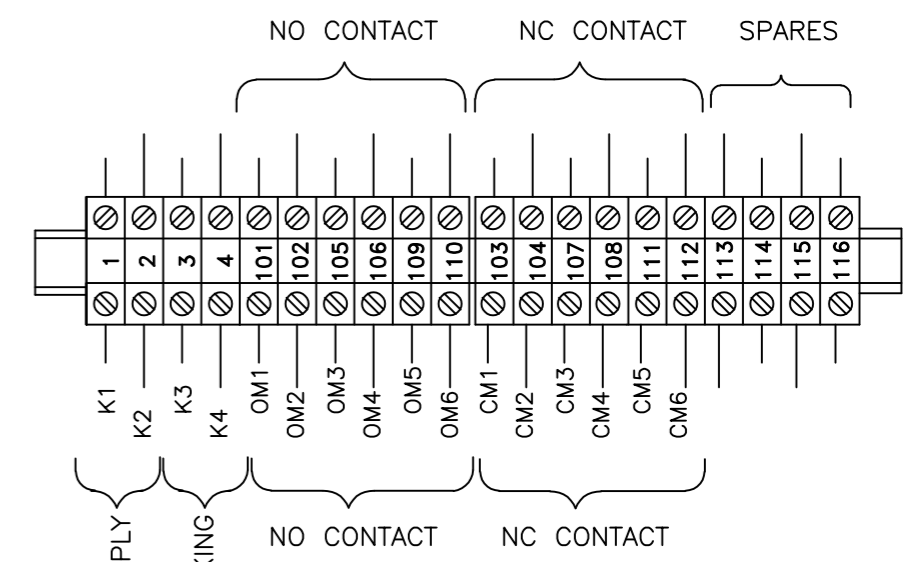 NO CONTACT NC CONTACT SPARES
1 2 3 4 101 102 105 106 109 110 103 104 107 108 111 112 113 114 115 116
K1 K2 K3 K4 OM1 OM2 OM3 OM4 OM5 OM6 CM1 CM2 CM3 CM4 CM5 CM6
PLY KING NO CONTACT NC CONTACT